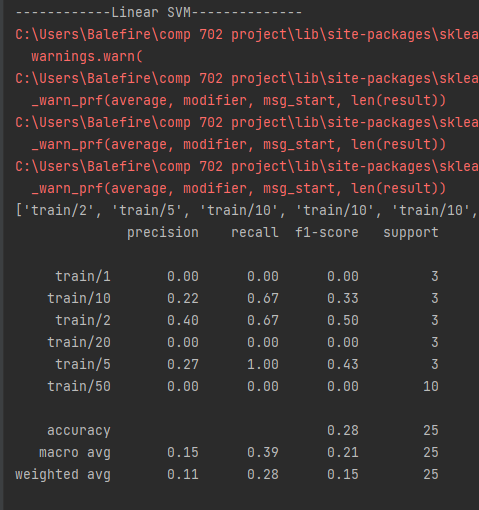 ------------Linear SVM--------------
C:\Users\Balefire\comp 702 project\lib\site-packages\sklea
warnings.warn(
C:\Users\Balefire\comp 702 project\lib\site-packages\sklea
_warn_prf(average, modifier, msg_start, len(result))
C:\Users\Balefire\comp 702 project\lib\site-packages\sklea
_warn_prf(average, modifier, msg_start, len(result))
C:\Users\Balefire\comp 702 project\lib\site-packages\sklea
_warn_prf(average, modifier, msg_start, len(result))
['train/2', 'train/5', 'train/10', 'train/10', 'train/10',
precision recall f1-score support
train/1 0.00 0.00 0.00 3
train/10 0.22 0.67 0.33 3
train/2 0.40 0.67 0.50 3
train/20 0.00 0.00 0.00 3
train/5 0.27 1.00 0.43 3
train/50 0.00 0.00 0.00 10
accuracy 0.28 25
macro avg 0.15 0.39 0.21 25
weighted avg 0.11 0.28 0.15 25